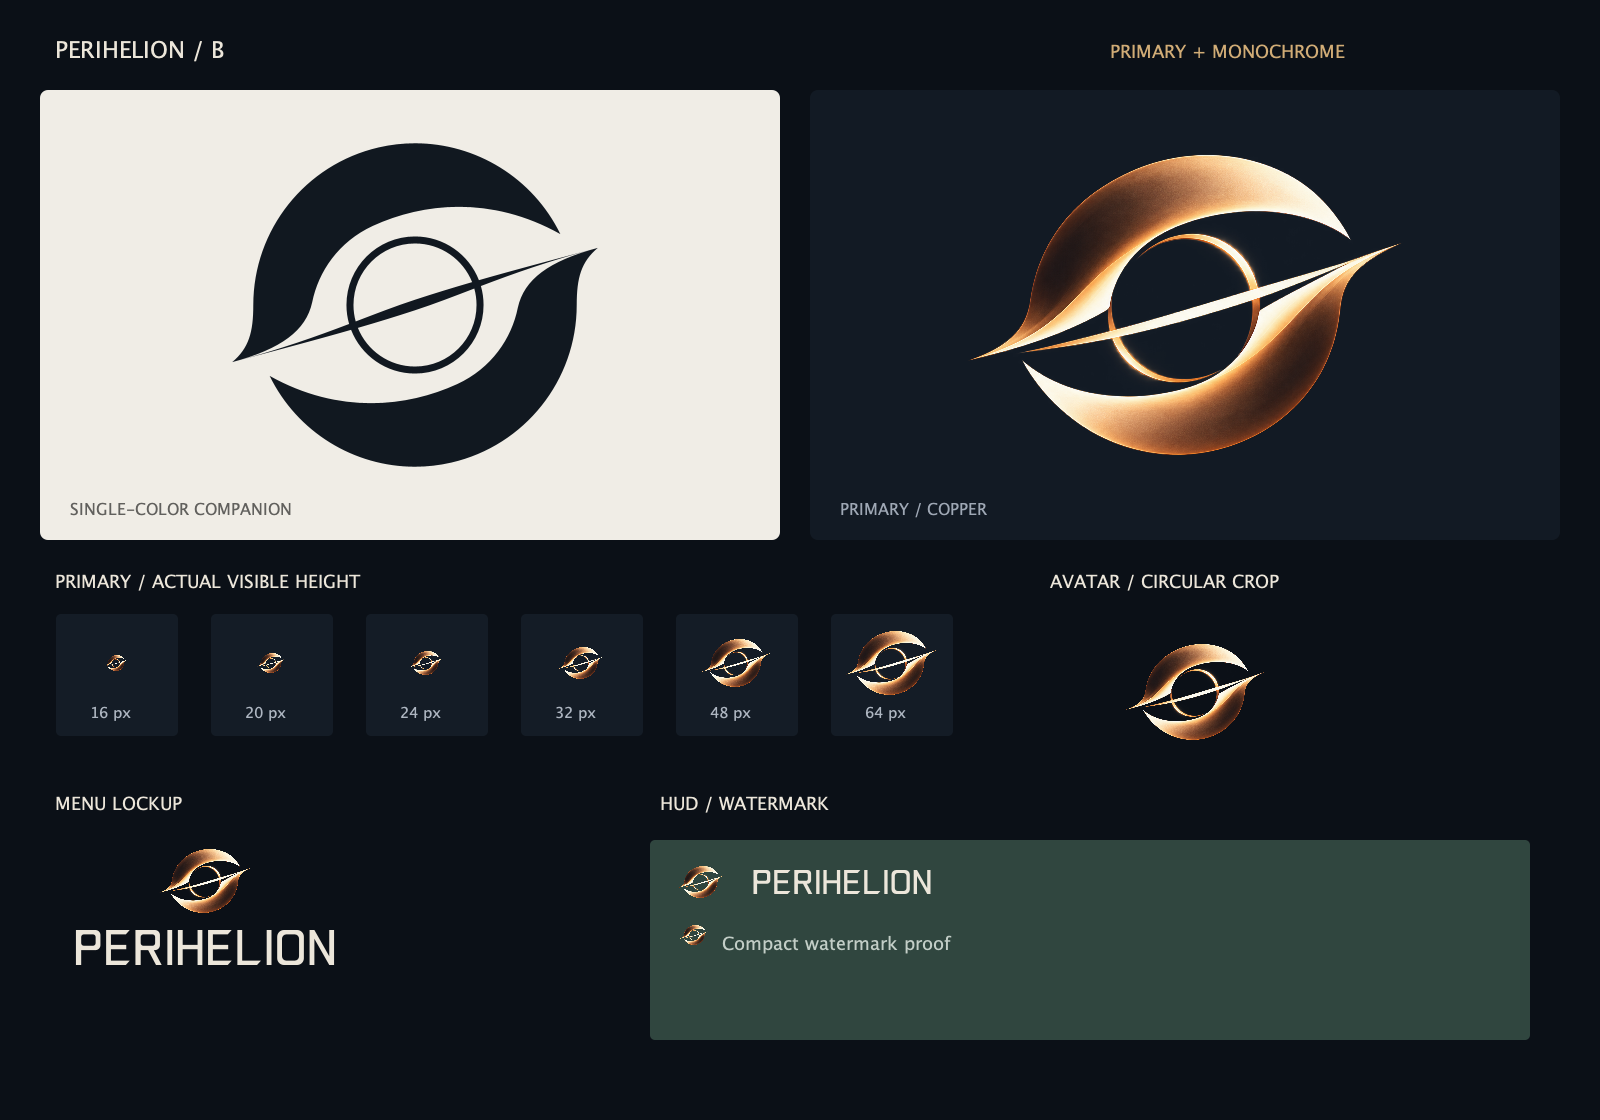 PERIHELION / B
PRIMARY + MONOCHROME
SINGLE-COLOR COMPANION
PRIMARY / COPPER
PRIMARY / ACTUAL VISIBLE HEIGHT
AVATAR / CIRCULAR CROP
16 px
20 px
24 px
32 px
48 px
64 px
MENU LOCKUP
HUD / WATERMARK
PERIHELION
PERIHELION
Compact watermark proof